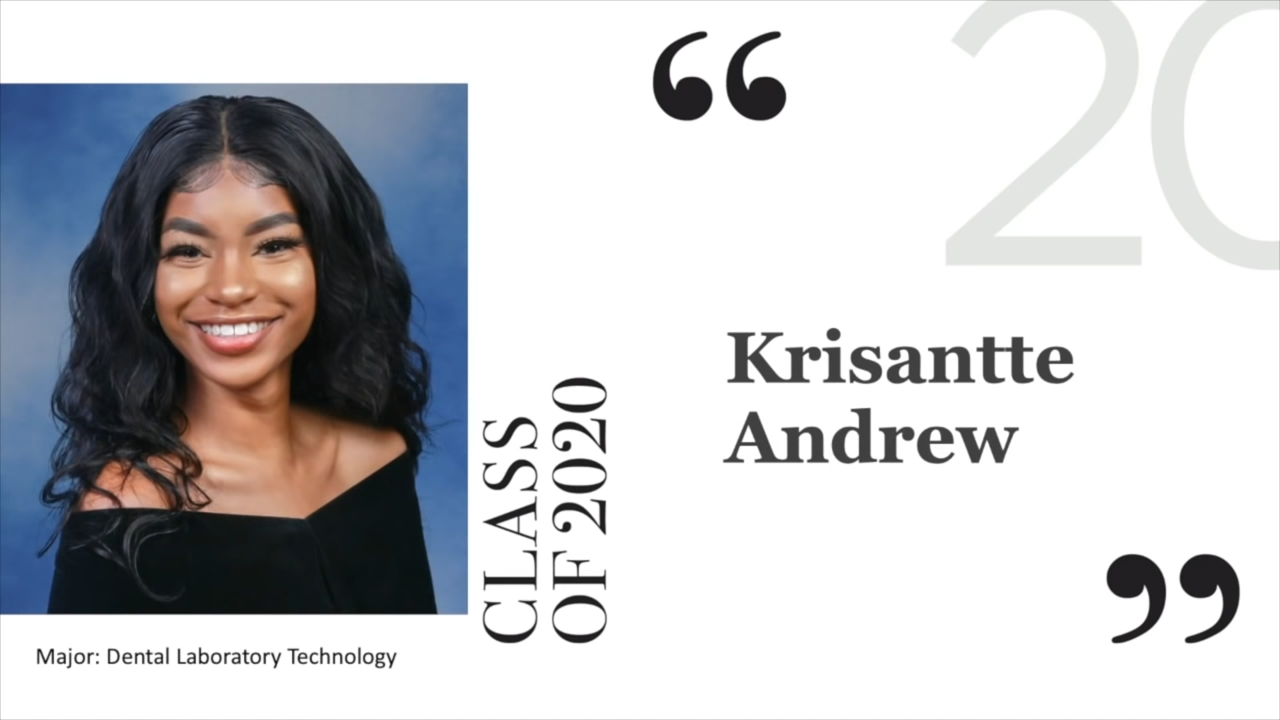 “
20
Krisantte
Andrew
”
CLASS
OF 2020
Major: Dental Laboratory Technology